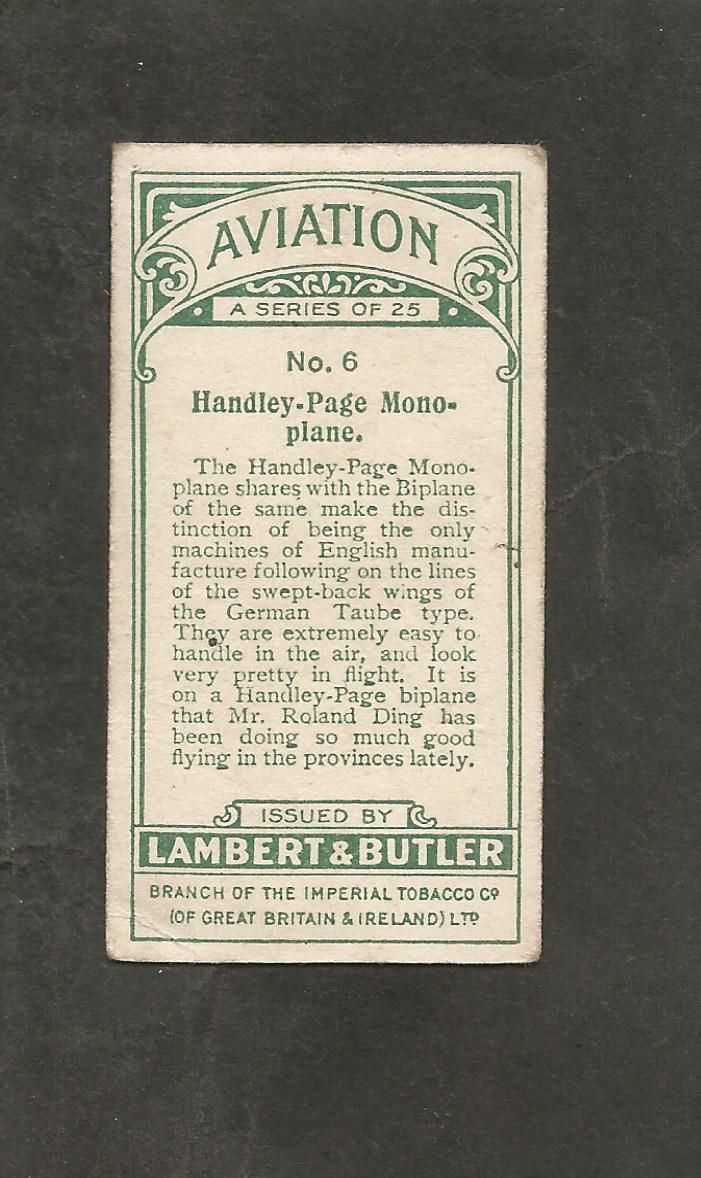 AVIATION
A SERIES OF 25
No. 6
Handley-Page Mono-
plane.
The Handley-Page Mono-
plane shares with the Biplane
of the same make the dis-
tinction of being the only
machines of English manu-
facture following on the lines
of the swept-back wings of
the German Taube type.
They are extremely easy to
handle in the air, and look
very pretty in flight. It is
on a Handley-Page biplane
that Mr. Roland Ding has
been doing so much good
flying in the provinces lately.
ISSUED BY
LAMBERT & BUTLER
BRANCH OF THE IMPERIAL TOBACCO Co
(OF GREAT BRITAIN & IRELAND) LTD